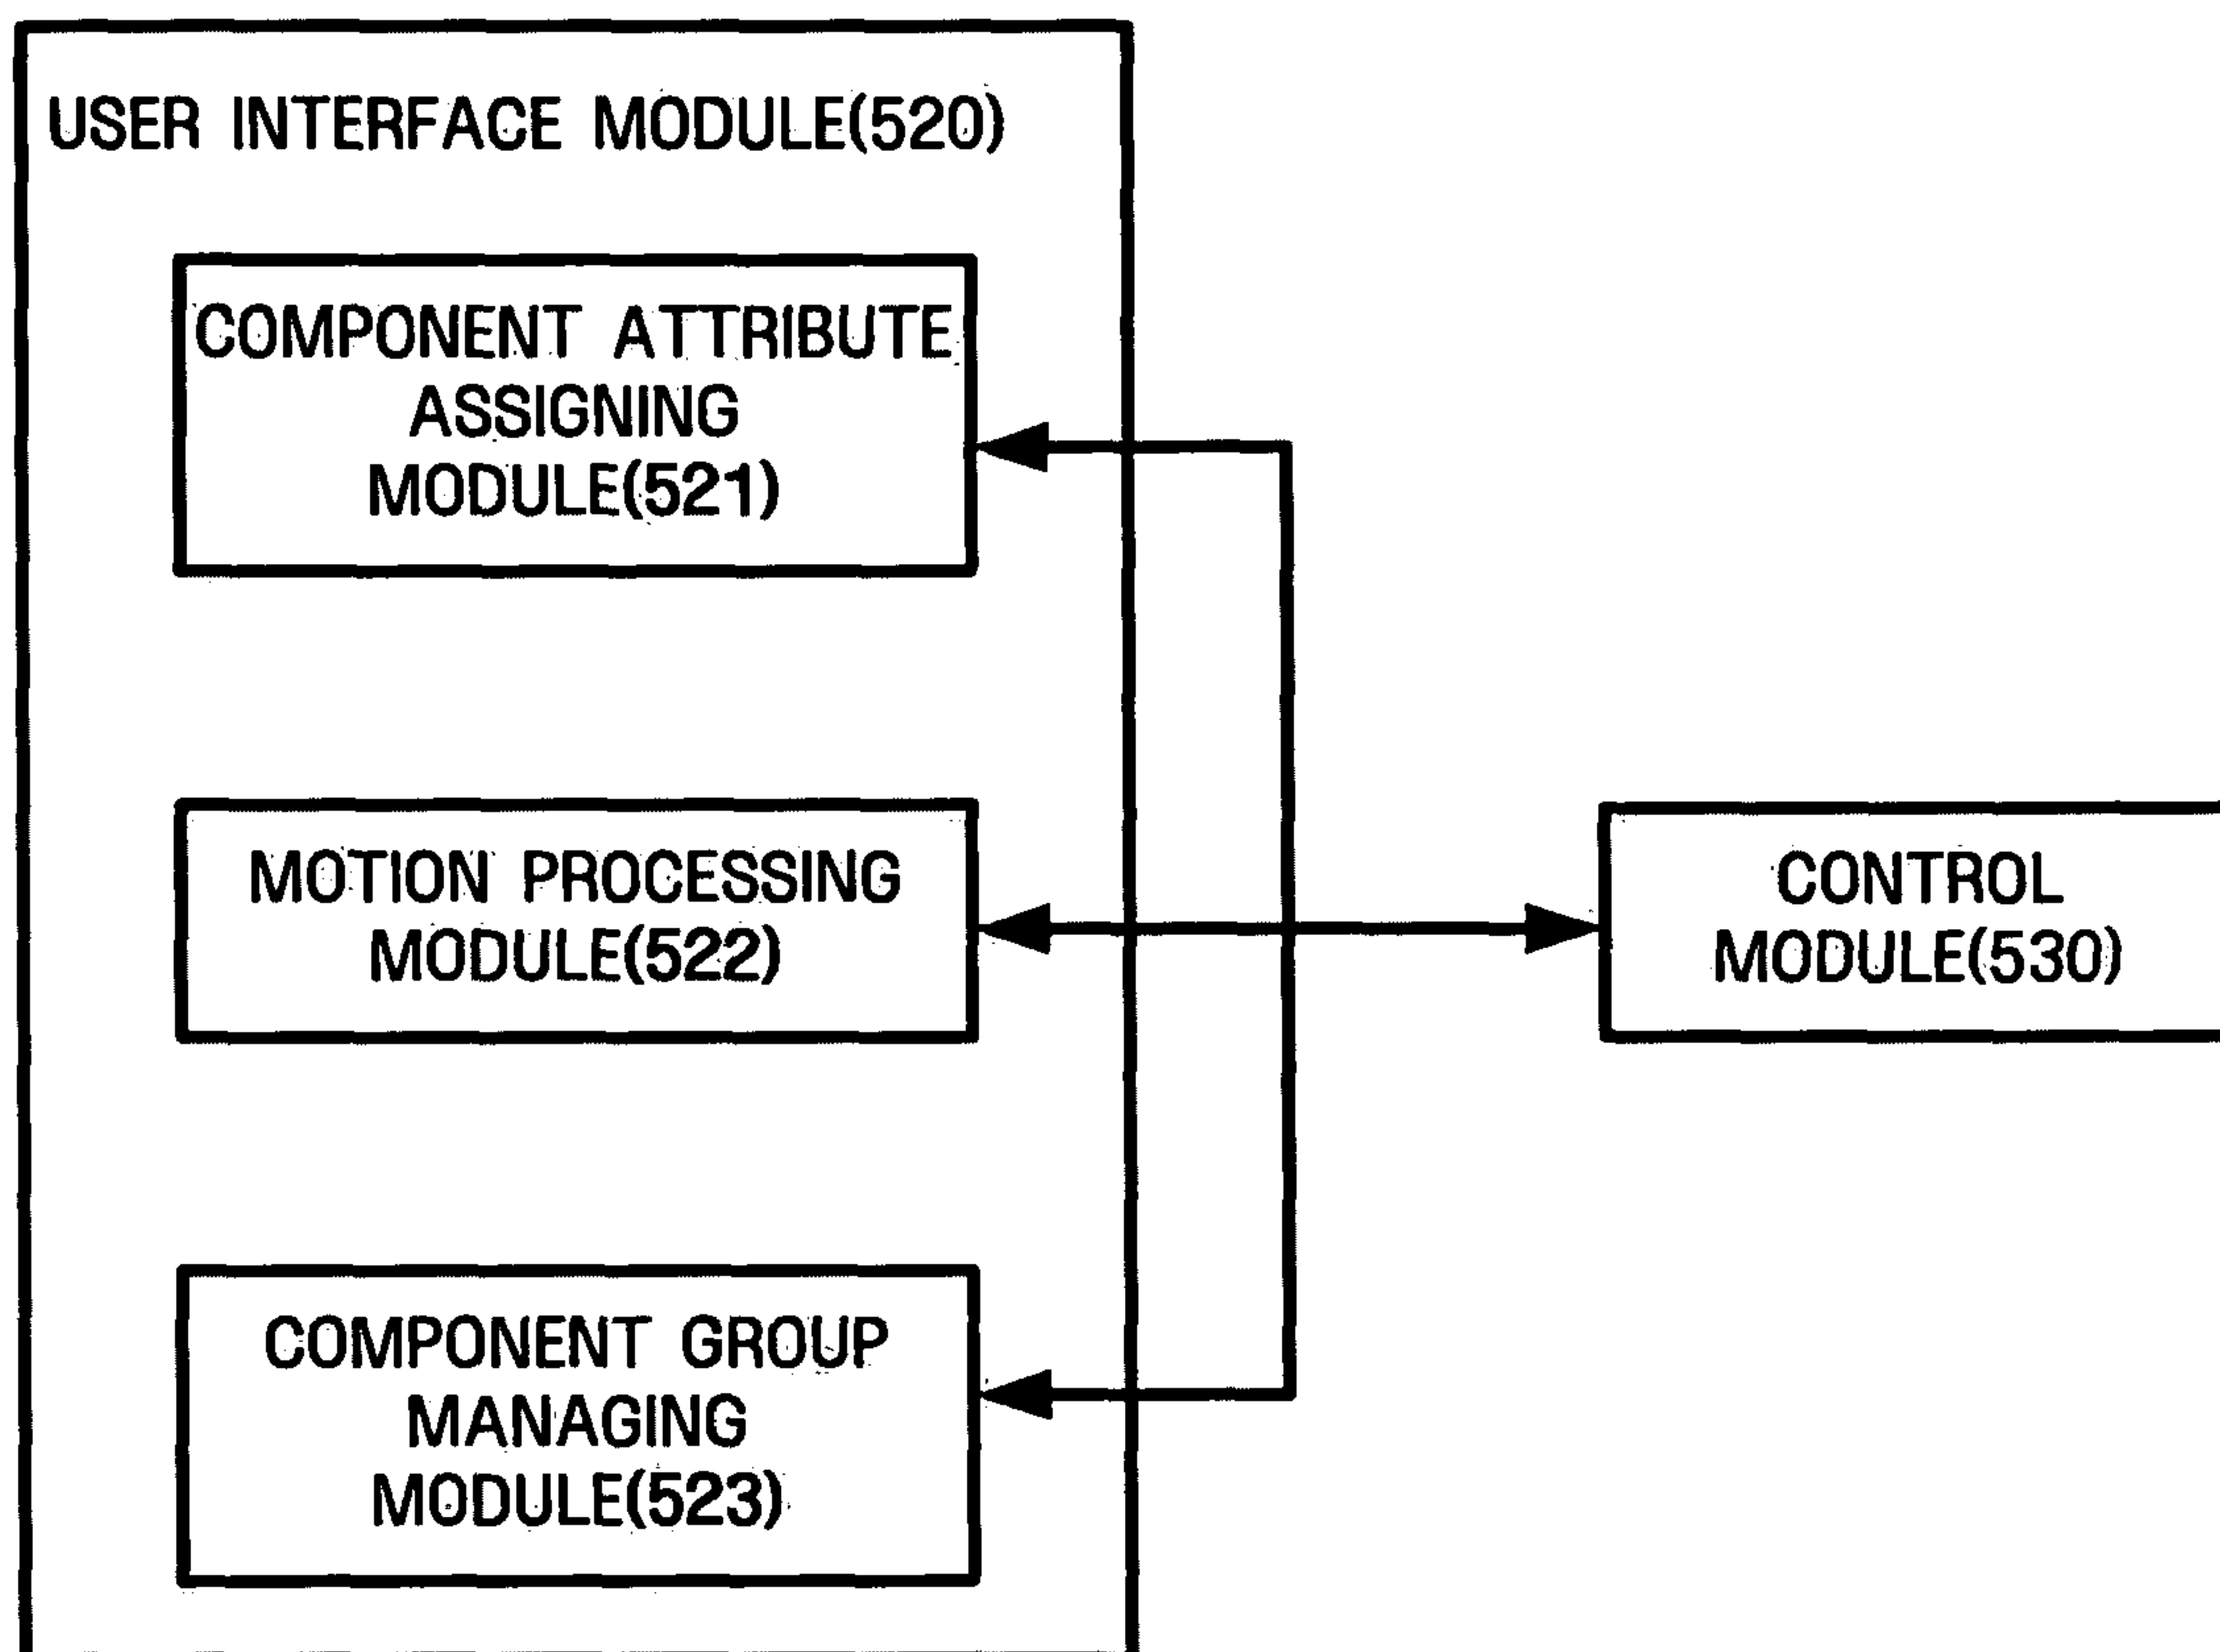 USER INTERFACE MODULE(520)
COMPONENT ATTRIBUTE
ASSIGNING
MODULE(521)
MOTION PROCESSING
MODULE(522)
CONTROL
MODULE(530)
COMPONENT GROUP
MANAGING
MODULE(523)